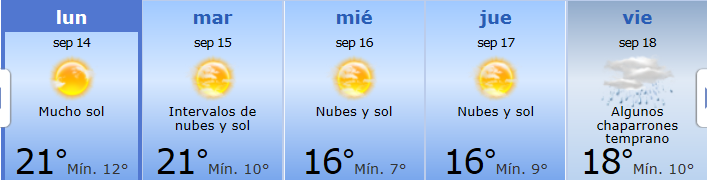 lun
sep 14
Mucho sol
21° Mín. 12°
mar
sep 15
Intervalos de
nubes y sol
21° Mín. 10°
mié
sep 16
Nubes y sol
16° Mín. 7°
jue
sep 17
Nubes y sol
16° Mín. 9°
vie
sep 18
Algunos
chaparrones
temprano
18° Mín. 10°